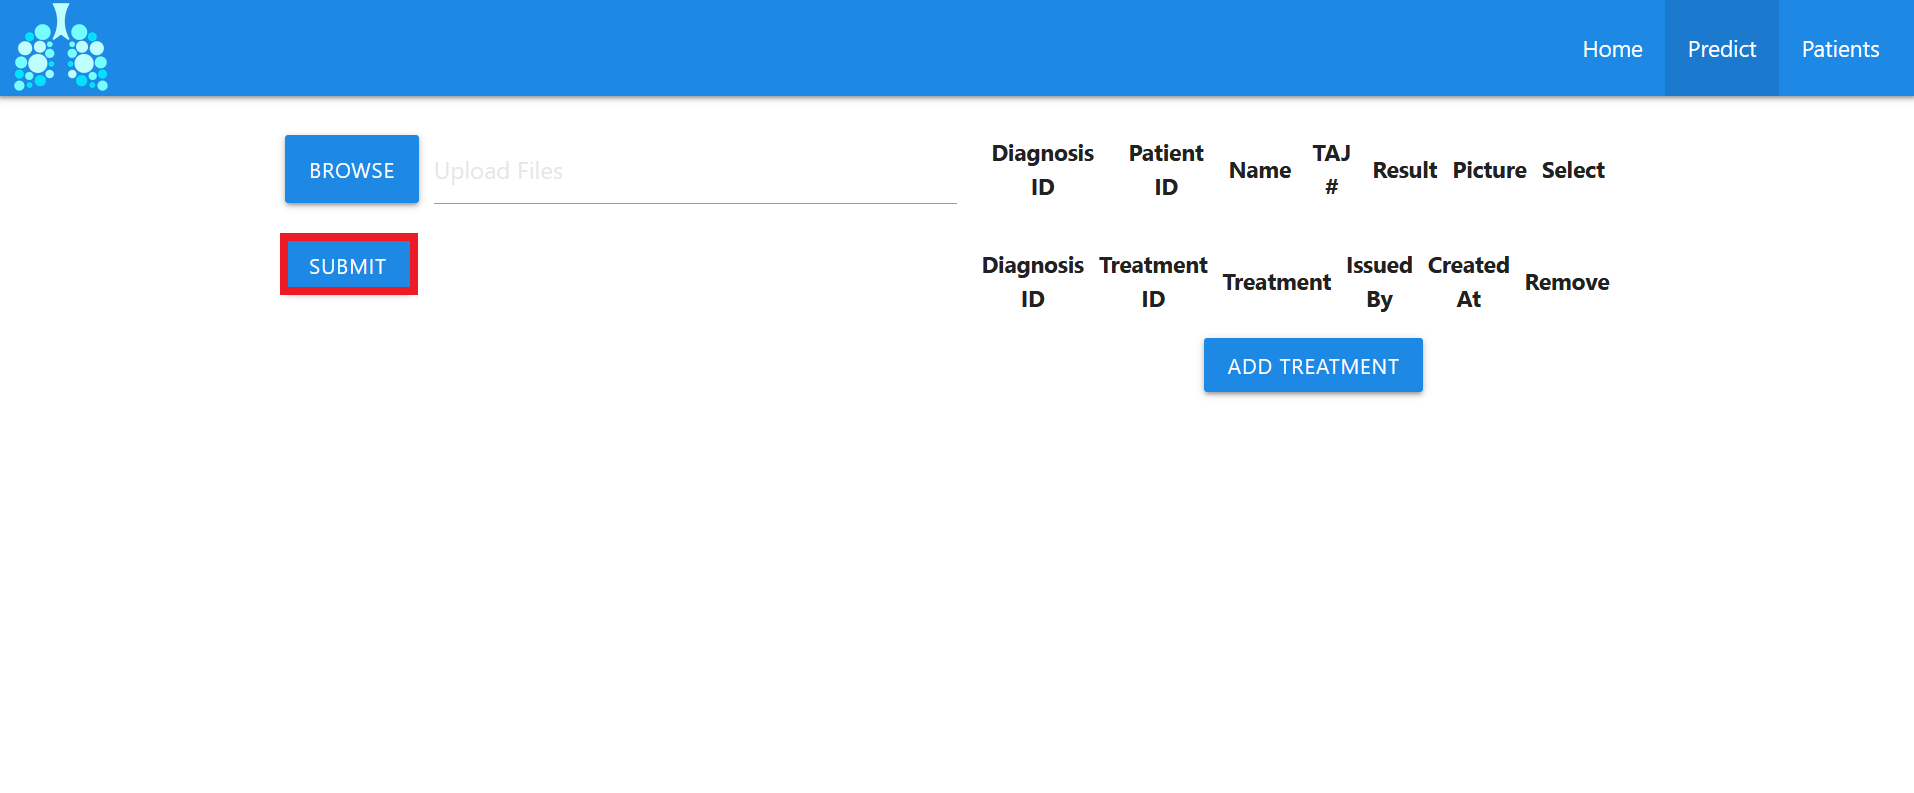 Home Predict Patients
BROWSE
Upload Files
SUBMIT
Diagnosis ID Patient ID Name TAJ # Result Picture Select
Diagnosis ID Treatment ID Treatment Issued By Created At Remove
ADD TREATMENT